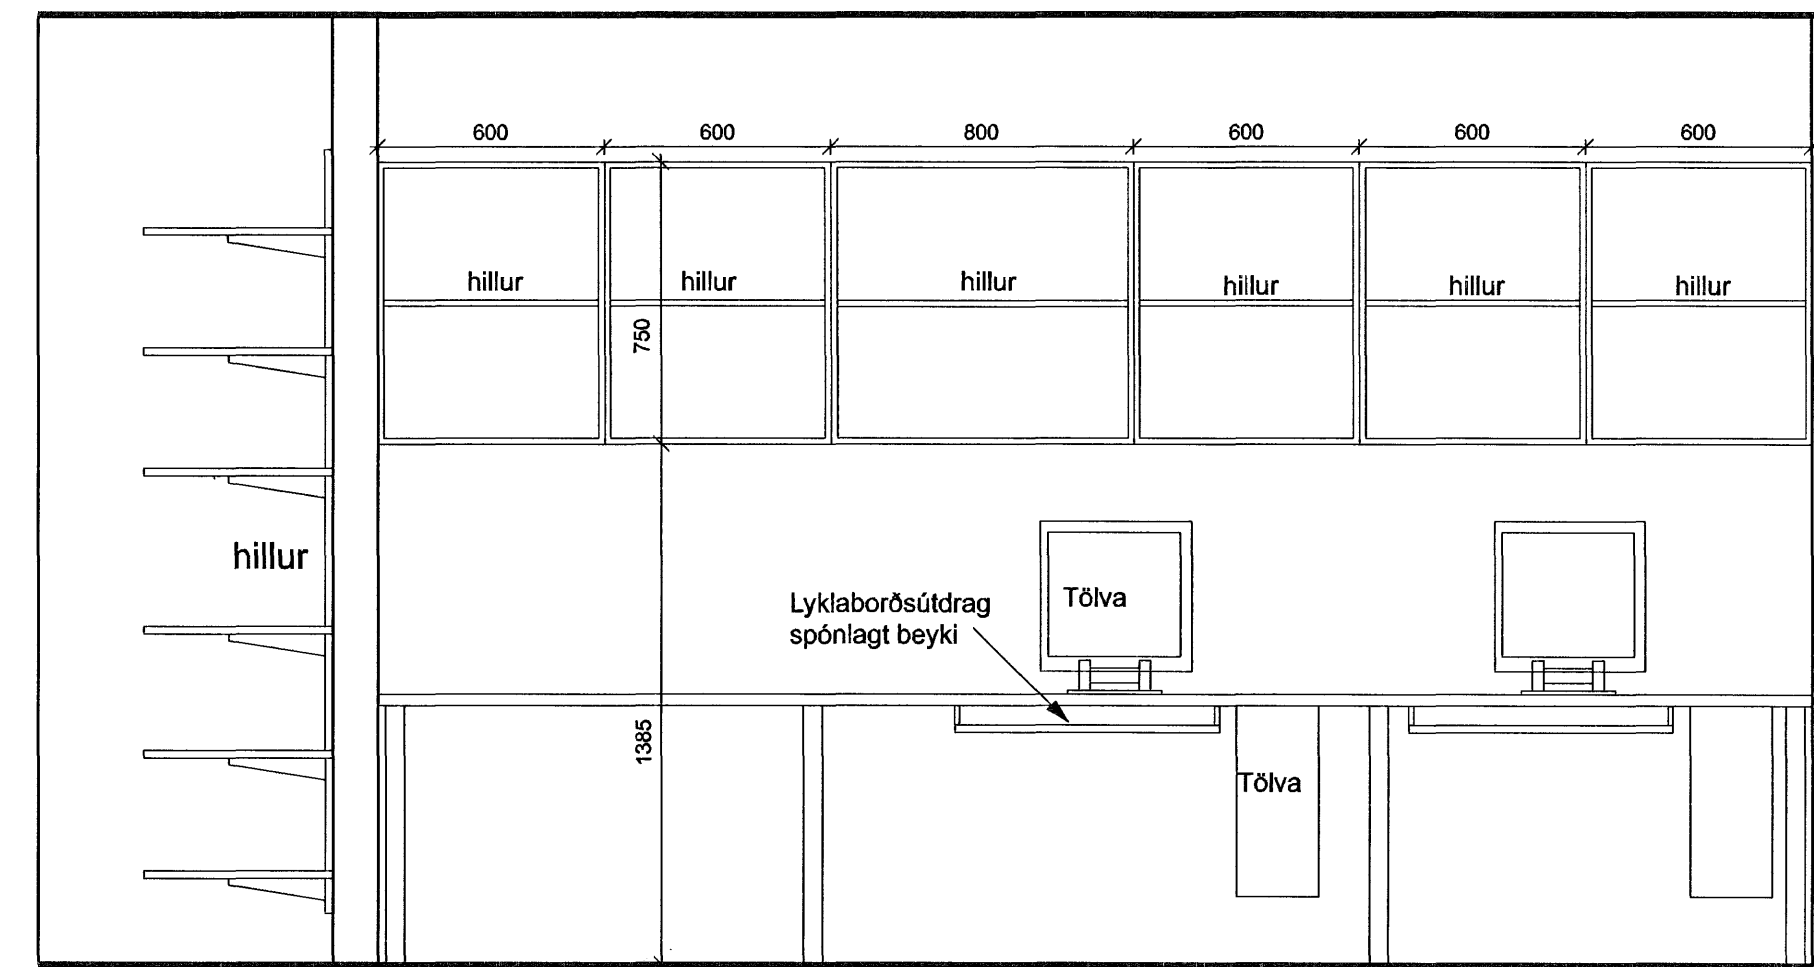 600 600 800 600 600 600
hillur hillur hillur hillur hillur hillur
750
hillur
Tölva
Lyklaborðsútdrag
spónlagt beyki
1385
Tölva